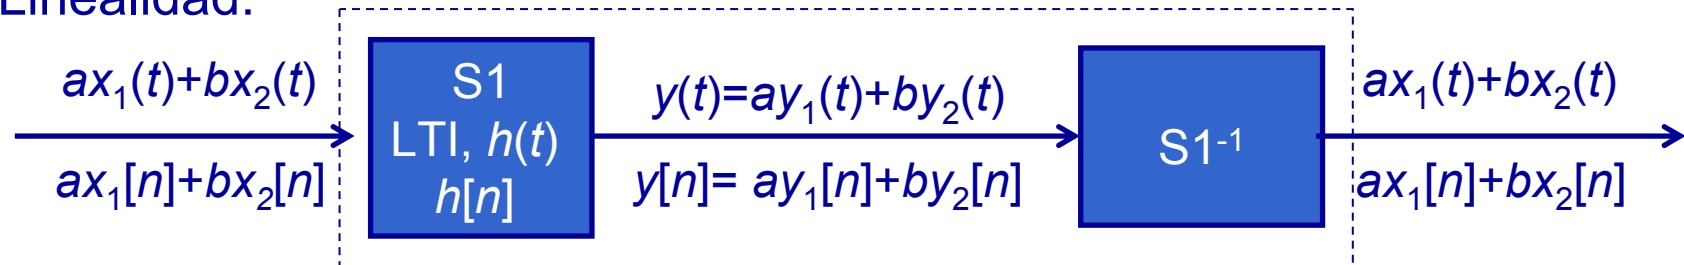 Linealidad:
ax₁(t)+bx₂(t)
ax₁[n]+bx₂[n]
S1
LTI, h(t)
h[n]
y(t)=ay₁(t)+by₂(t)
y[n]= ay₁[n]+by₂[n]
S1⁻¹
ax₁(t)+bx₂(t)
ax₁[n]+bx₂[n]